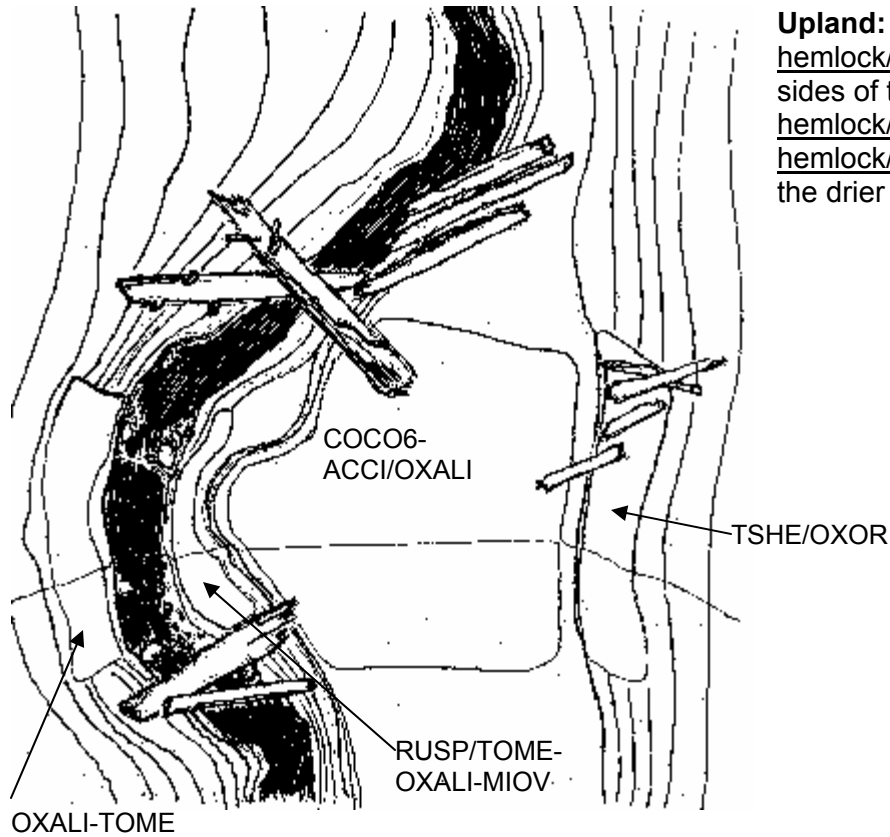 Upland:
hemlock/
sides of
hemlock/
hemlock/
the drier
COCO6-
ACCI/OXALI
TSHE/OXOR
RUSP/TOME-
OXALI-MIOV
OXALI-TOME